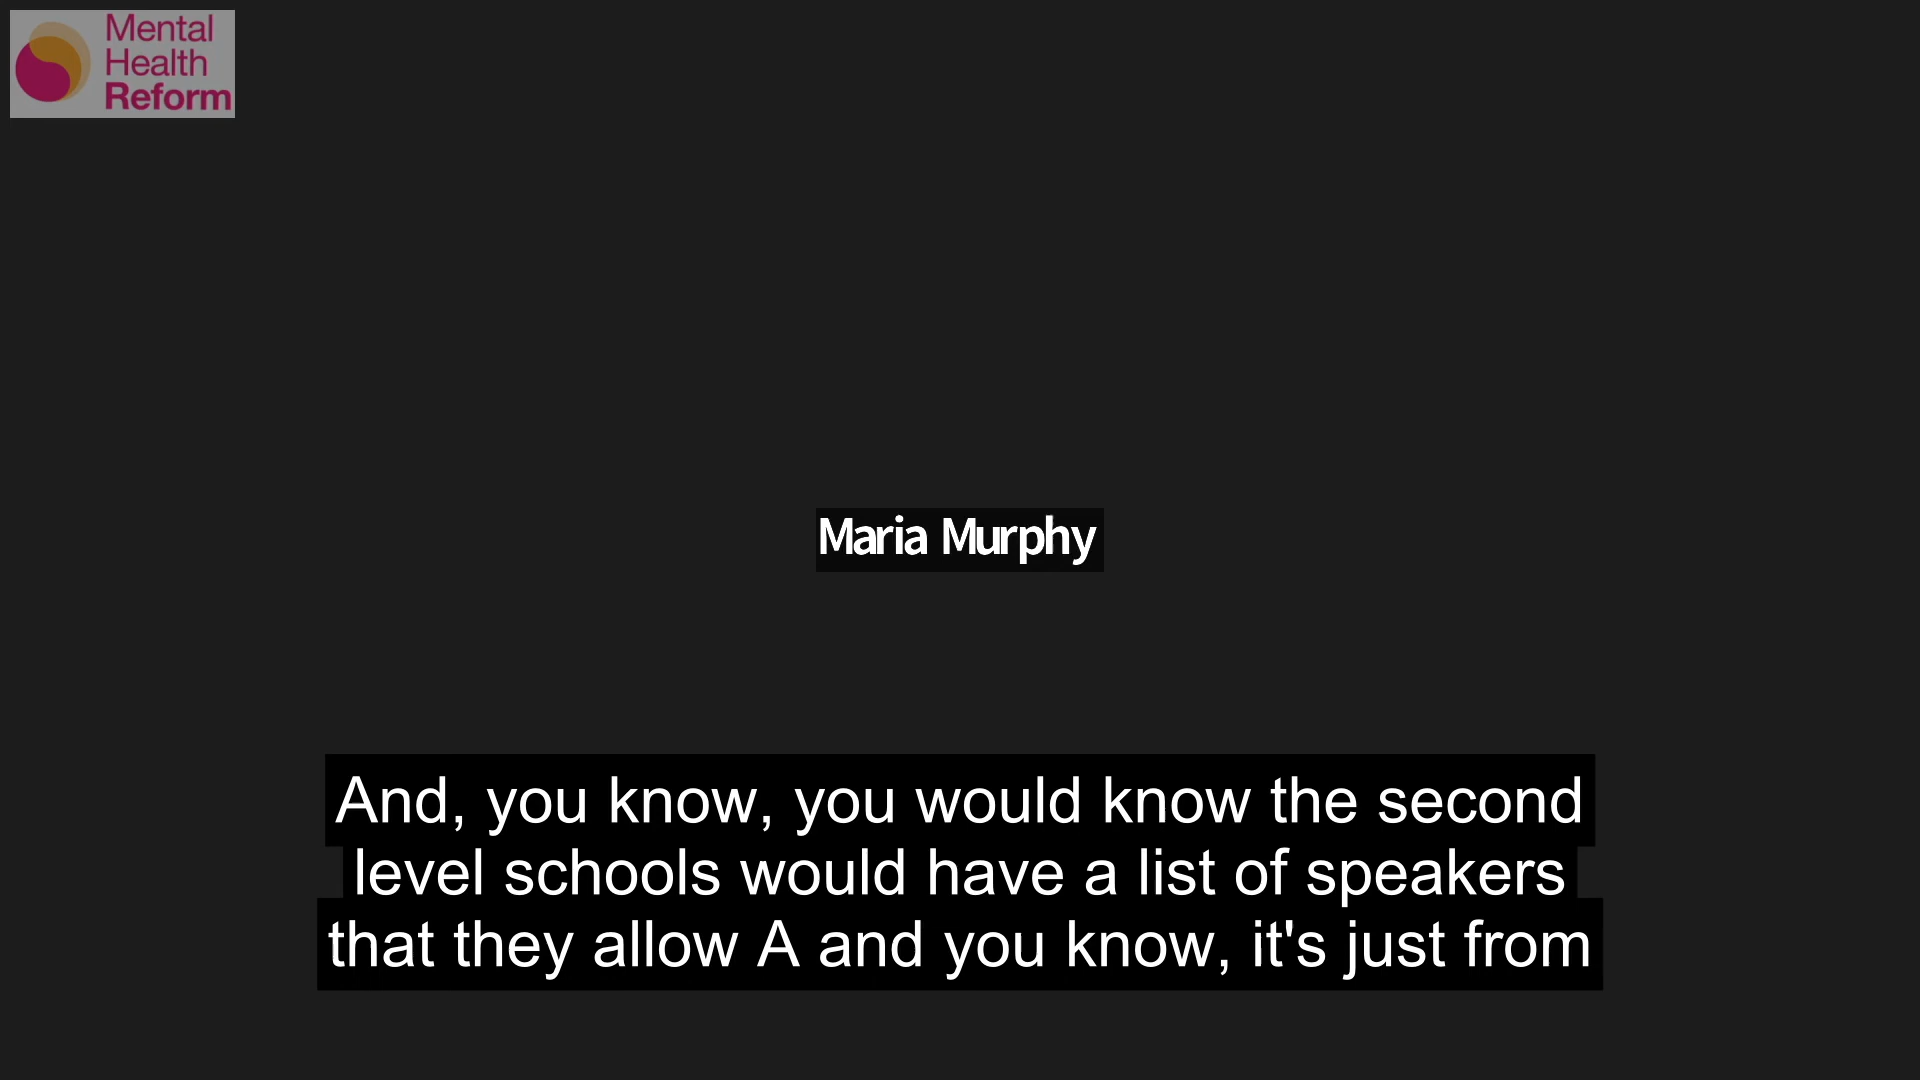 Mental
Health
Reform
Maria Murphy
And, you know, you would know the second
level schools would have a list of speakers
that they allow A and you know, it's just from